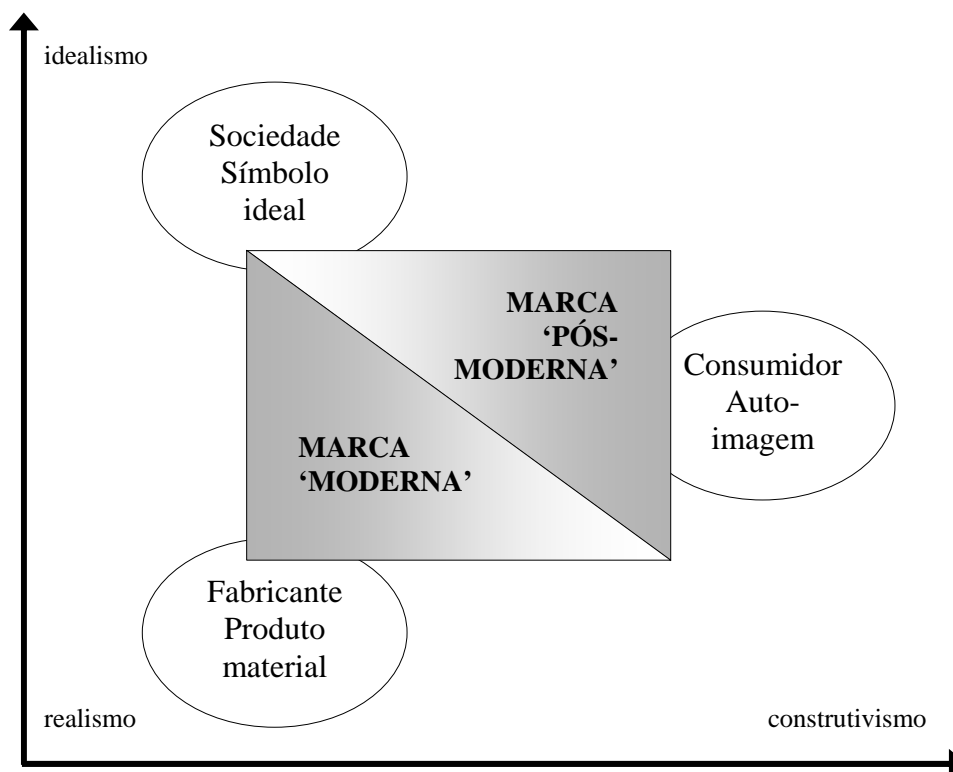 idealismo
Sociedade
Símbolo
ideal
MARCA
‘PÓS-
MODERNA’
Consumidor
Auto-
imagem
MARCA
‘MODERNA’
Fabricante
Produto
material
realismo
construtivismo